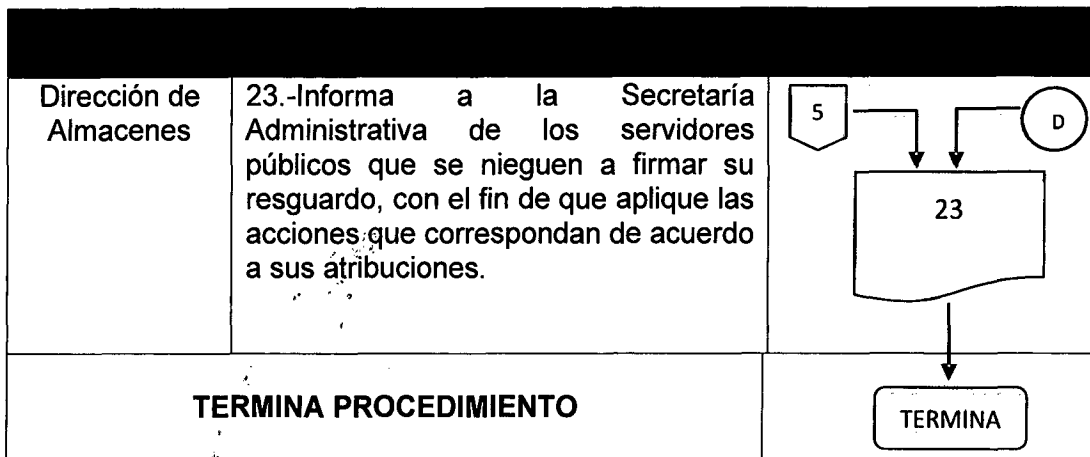 Dirección de
Almacenes
23.-Informa a la Secretaría
Administrativa de los servidores
públicos que se nieguen a firmar su
resguardo, con el fin de que aplique las
acciones que correspondan de acuerdo
a sus atribuciones.
5
D
23
TERMINA PROCEDIMIENTO
TERMINA